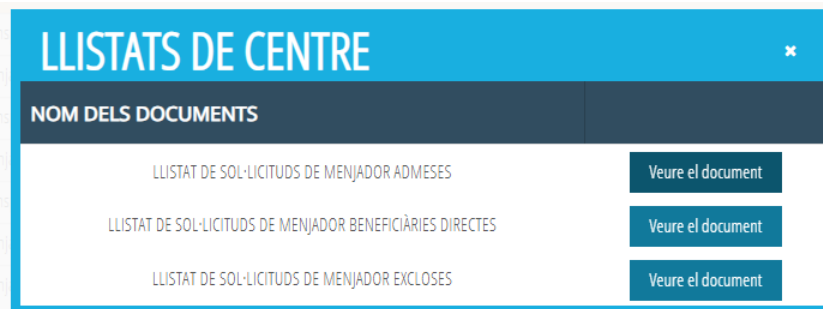 LLISTATS DE CENTRE
NOM DELS DOCUMENTS
LLISTAT DE SOL·LICITUDS DE MENJADOR ADMESES
Veure el document
LLISTAT DE SOL·LICITUDS DE MENJADOR BENEFICIÀRIES DIRECTES
Veure el document
LLISTAT DE SOL·LICITUDS DE MENJADOR EXCLOSES
Veure el document